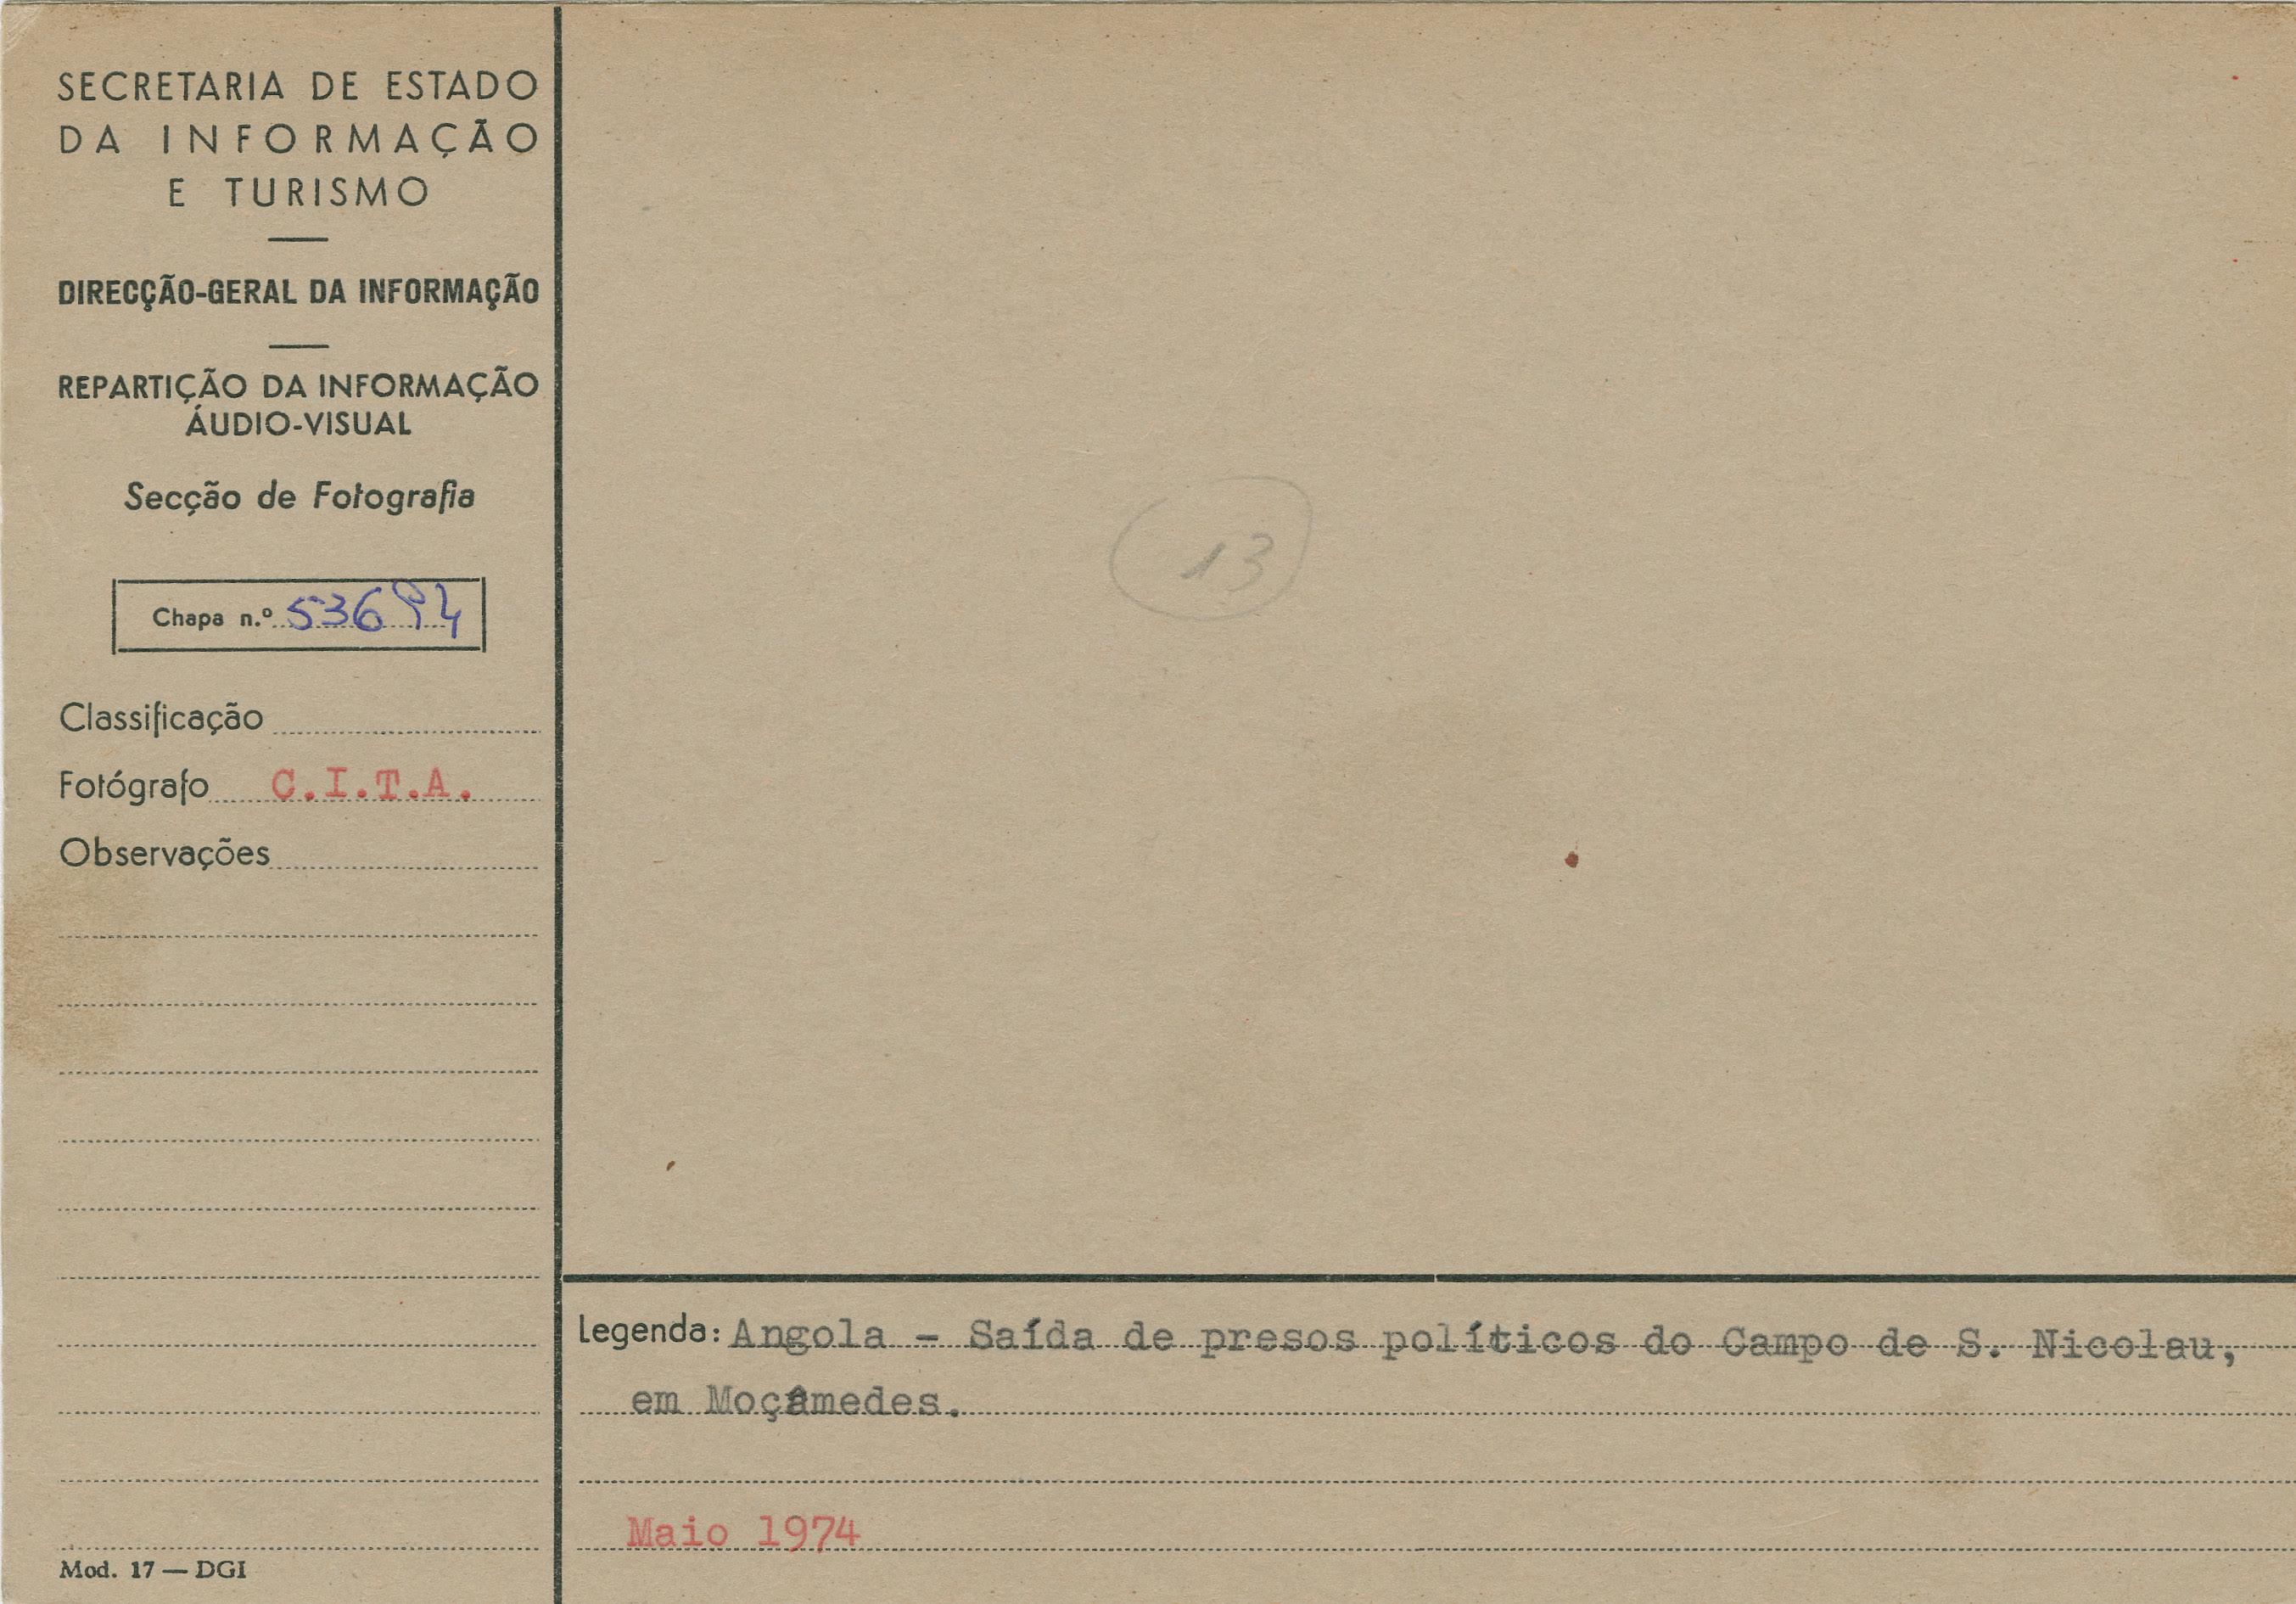 SECRETARIA DE ESTADO
DA INFORMAÇÃO
E TURISMO
DIRECÇÃO-GERAL DA INFORMAÇÃO
REPARTIÇÃO DA INFORMAÇÃO
ÁUDIO-VISUAL
Secção de Fotografia
Chapa n.º 53694
Classificação
Fotógrafo C.I.T.A.
Observações
Mod. 17 — DGI
13
Legenda: Angola - Saída de presos políticos do Campo de S. Nicolau,
em Moçâmedes.
Maio 1974